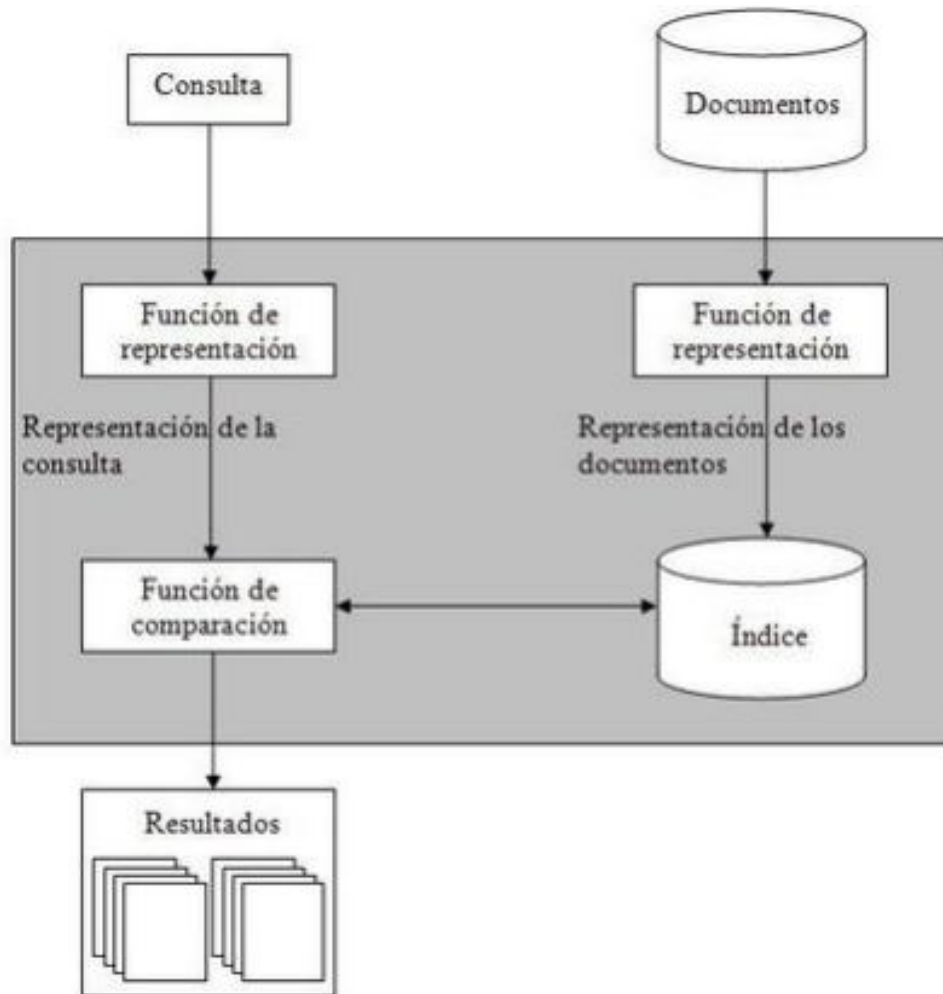 Consulta
Documentos
Función de
representación
Función de
representación
Representación de la
consulta
Representación de los
documentos
Función de
comparación
Índice
Resultados